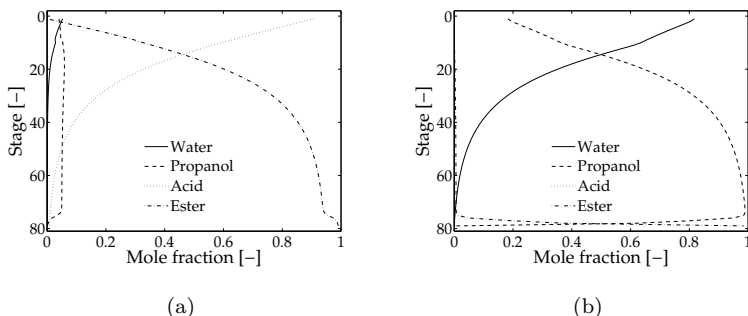 0
20
40
60
80
Stage [−]
Water
Propanol
Acid
Ester
0 0.2 0.4 0.6 0.8 1
Mole fraction [−]
(a)
0
20
40
60
80
Stage [−]
Water
Propanol
Acid
Ester
0 0.2 0.4 0.6 0.8 1
Mole fraction [−]
(b)